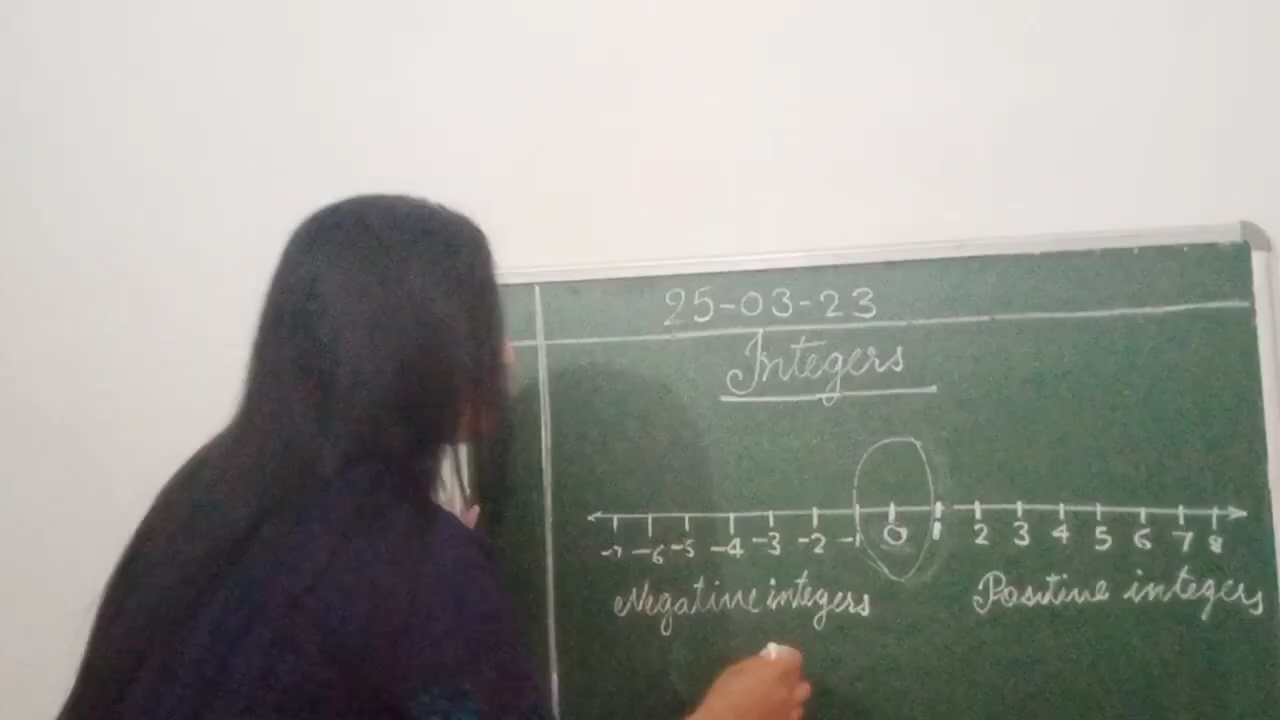 25-03-23
Integers
-7 -6 -5 -4 -3 -2 -1 0 1 2 3 4 5 6 7 8
Negative integers Positive integers